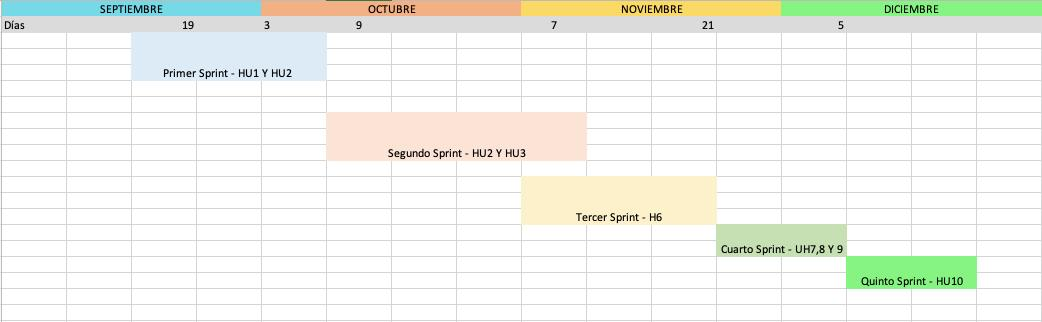 SEPTIEMBRE OCTUBRE NOVIEMBRE DICIEMBRE
Días 19 3 9 7 21 5
Primer Sprint - HU1 Y HU2
Segundo Sprint - HU2 Y HU3
Tercer Sprint - H6
Cuarto Sprint - UH7,8 Y 9
Quinto Sprint - HU10